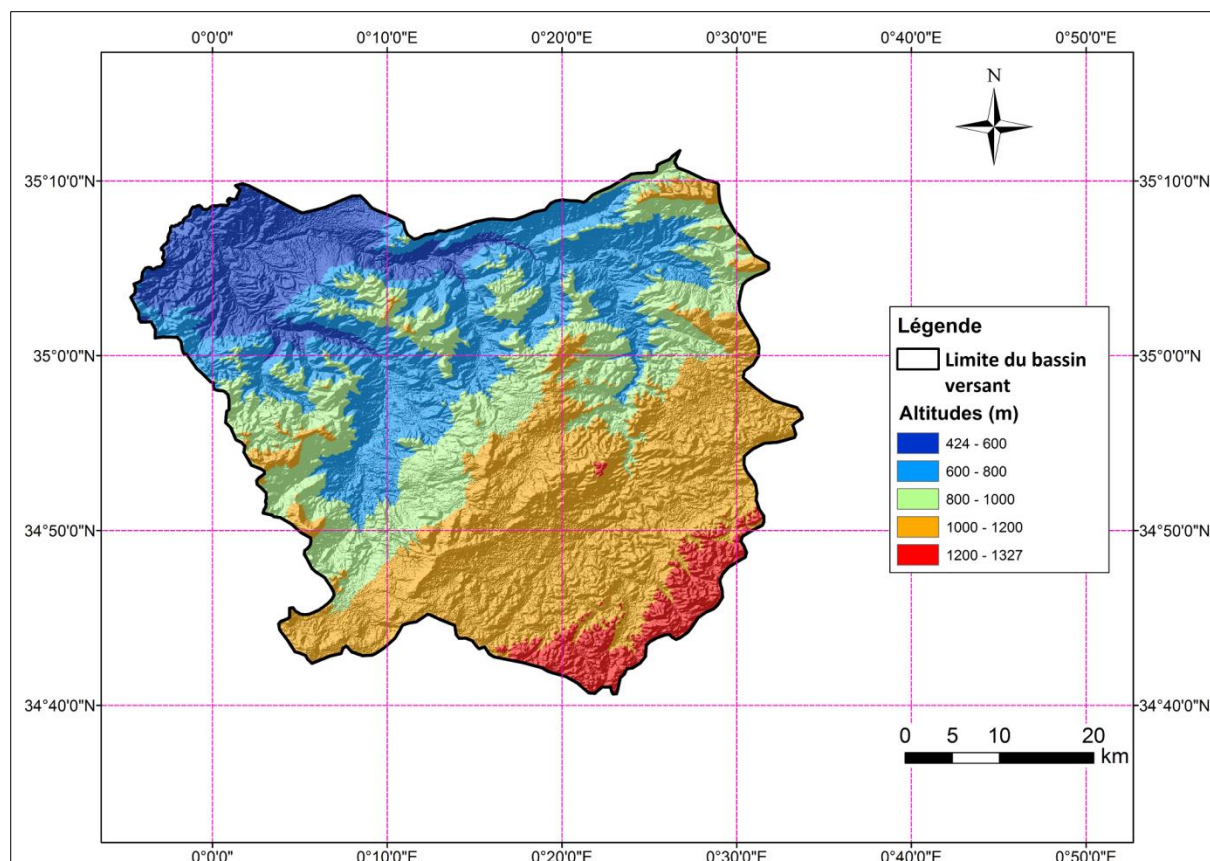 0°0'0" 0°10'0"E 0°20'0"E 0°30'0"E 0°40'0"E 0°50'0"E
N
35°10'0"N 35°10'0"N
35°0'0"N 35°0'0"N
Légende
Limite du bassin
versant
Altitudes (m)
424 - 600
600 - 800
800 - 1000
1000 - 1200
1200 - 1327
34°50'0"N 34°50'0"N
34°40'0"N 34°40'0"N
0 5 10 20
km
0°0'0" 0°10'0"E 0°20'0"E 0°30'0"E 0°40'0"E 0°50'0"E